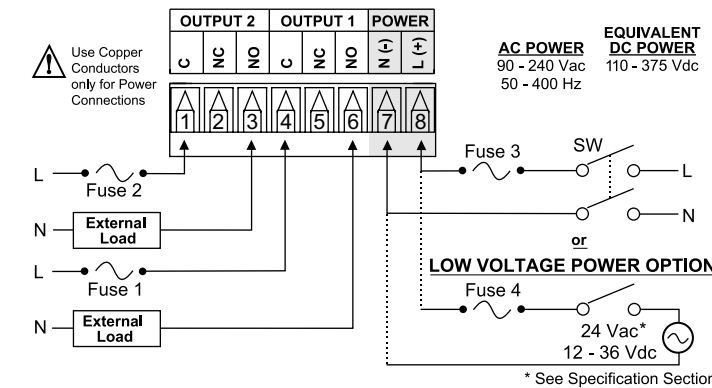 OUTPUT 2 OUTPUT 1 POWER
C NC NO C NC NO N (-) L (+)
1 2 3 4 5 6 7 8
Use Copper
Conductors
only for Power
Connections
AC POWER
90 - 240 Vac
50 - 400 Hz
EQUIVALENT
DC POWER
110 - 375 Vdc
L
Fuse 2
N
External
Load
L
Fuse 1
N
External
Load
Fuse 3
SW
L
N
or
LOW VOLTAGE POWER OPTION
Fuse 4
24 Vac*
12 - 36 Vdc
* See Specification Section